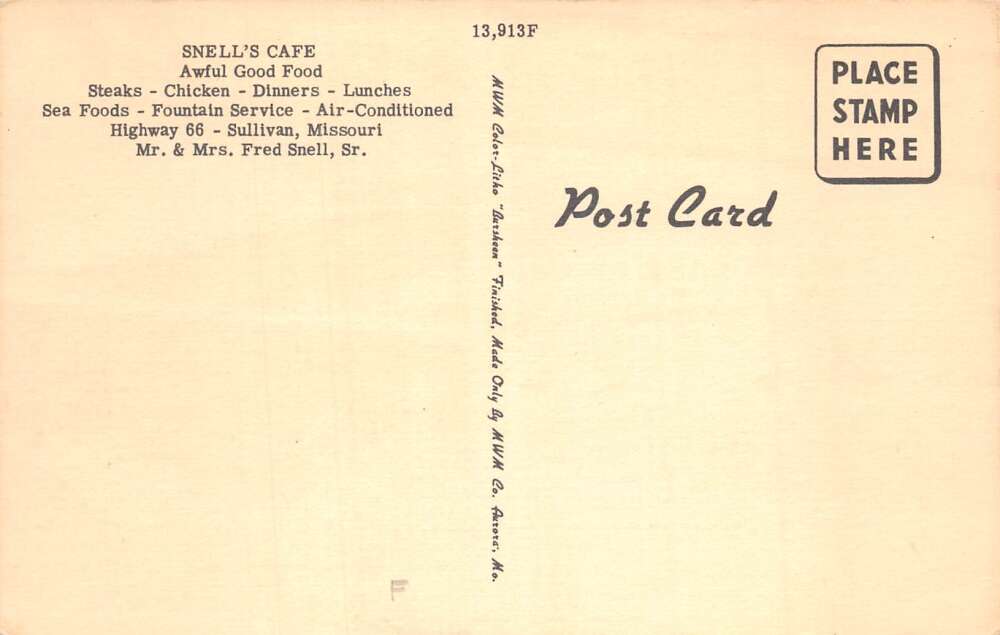 13,913F
SNELL'S CAFE
Awful Good Food
Steaks - Chicken - Dinners - Lunches
Sea Foods - Fountain Service - Air-Conditioned
Highway 66 - Sullivan, Missouri
Mr. & Mrs. Fred Snell, Sr.
MWM Color-Litho "Aursheen" Finished, Made Only By MWM Co. Aurora, Mo.
PLACE
STAMP
HERE
Post Card
F